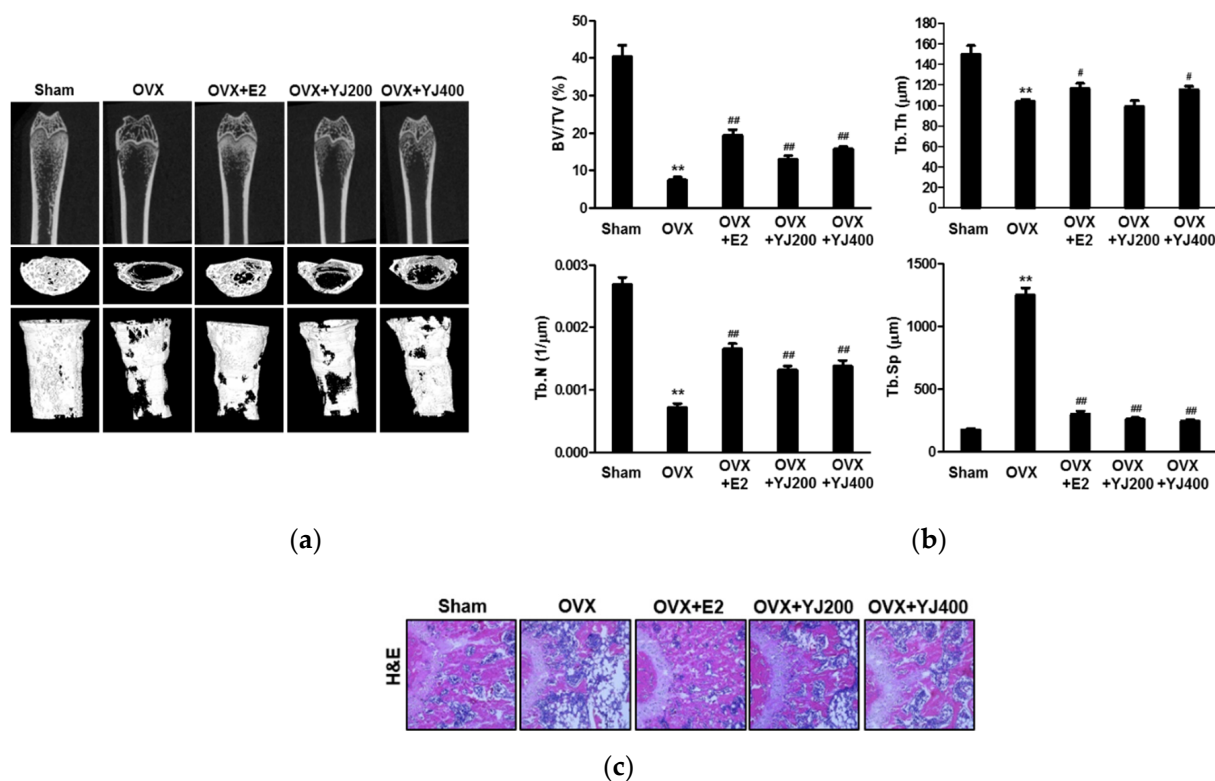 Sham OVX OVX+E2 OVX+YJ200 OVX+YJ400
BV/TV (%)
50
40
30
20
10
0
**
##
##
##
Sham OVX OVX +E2 OVX +YJ200 OVX +YJ400
Tb.Th (μm)
180
160
140
120
100
80
60
40
20
0
**
#
#
Sham OVX OVX +E2 OVX +YJ200 OVX +YJ400
Tb.N (1/μm)
0.003
0.002
0.001
0.000
**
##
##
##
Sham OVX OVX +E2 OVX +YJ200 OVX +YJ400
Tb.Sp (μm)
1500
1000
500
0
**
##
##
##
Sham OVX OVX +E2 OVX +YJ200 OVX +YJ400
(a)
(b)
Sham OVX OVX+E2 OVX+YJ200 OVX+YJ400
H&E
(c)